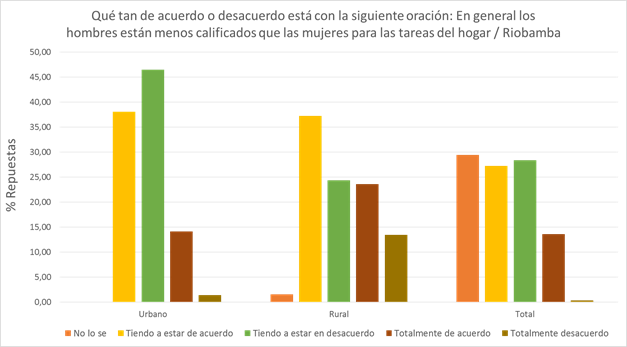 Qué tan de acuerdo o desacuerdo está con la siguiente oración: En general los
hombres están menos calificados que las mujeres para las tareas del hogar / Riobamba
50,00
45,00
40,00
35,00
30,00
25,00
20,00
15,00
10,00
5,00
0,00
% Repuestas
Urbano Rural Total
No lo se Tiendo a estar de acuerdo Tiendo a estar en desacuerdo Totalmente de acuerdo Totalmente desacuerdo